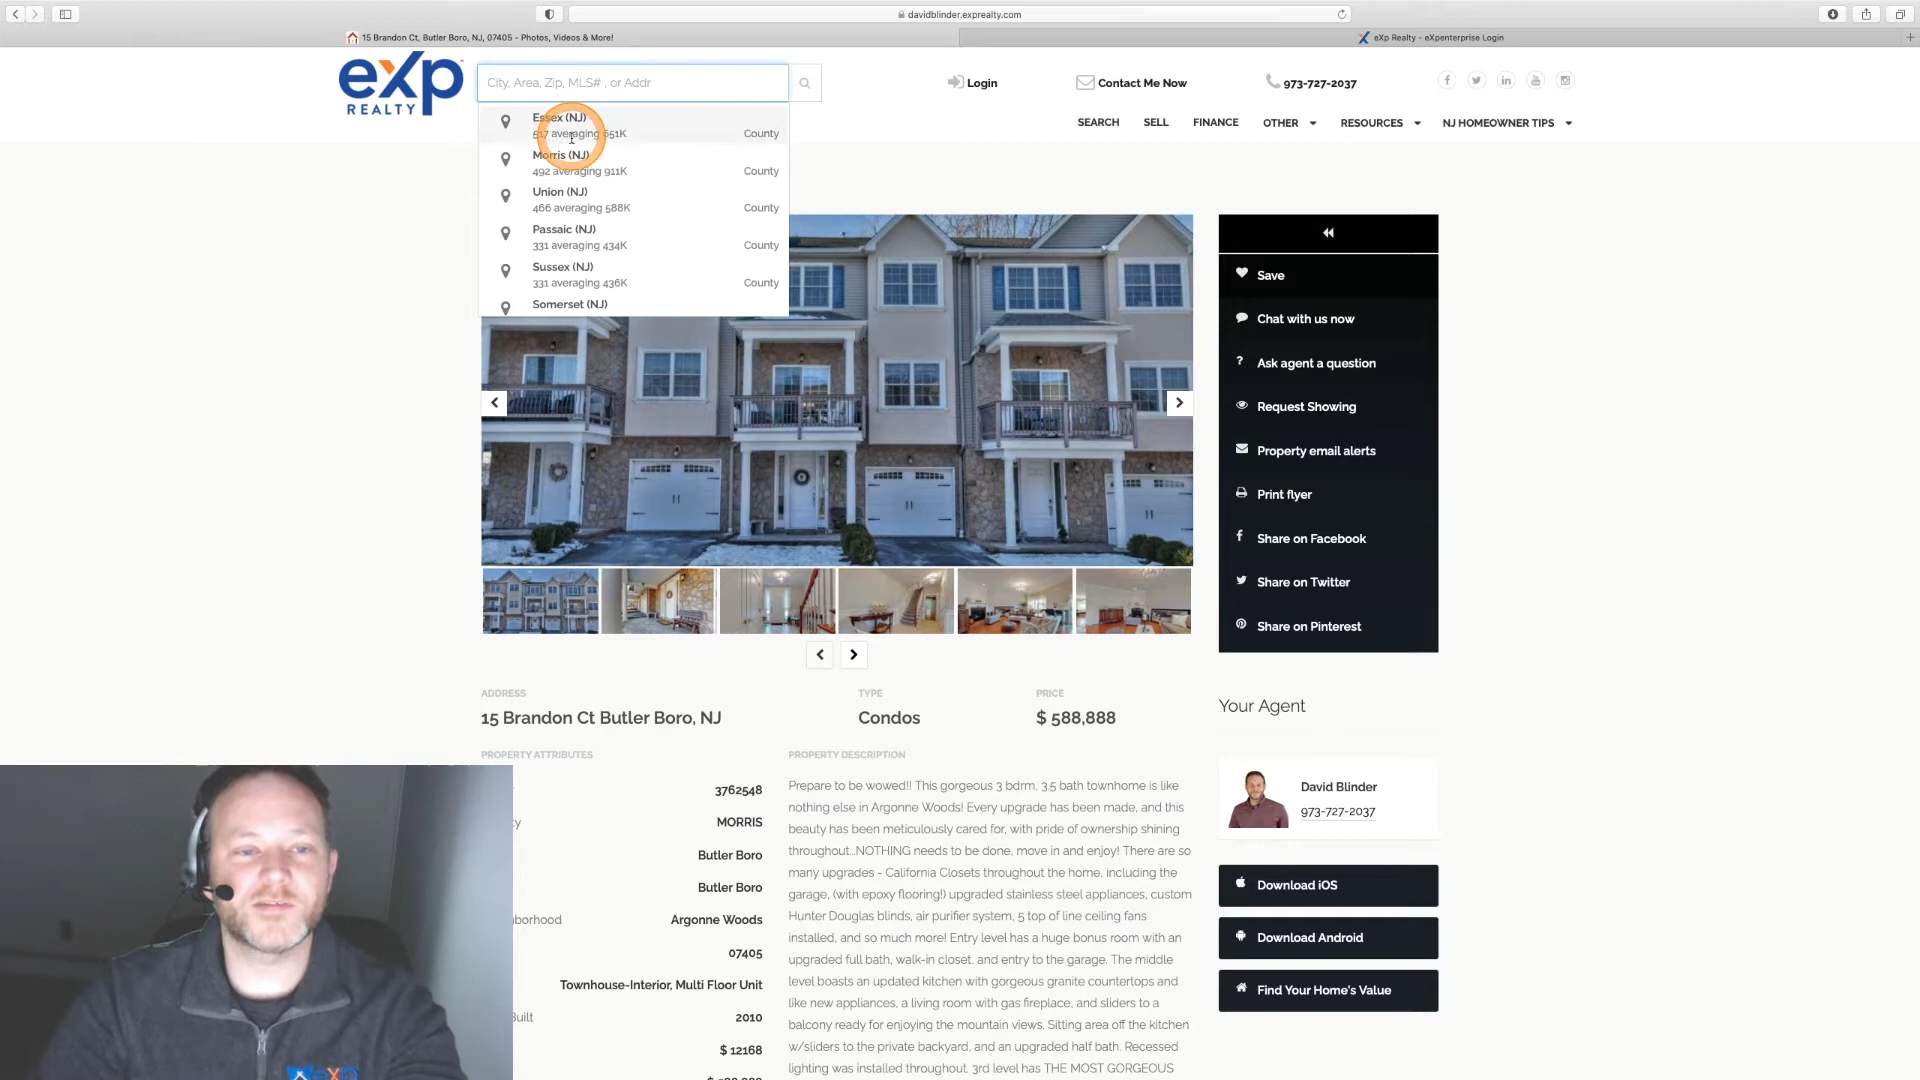 davidblinder.exprealty.com
15 Brandon Ct, Butler Boro, NJ, 07405 - Photos, Videos & More!
eXp Realty - eXpenterprise Login
eXp
REALTY
City, Area, Zip, MLS# , or Addr
Login
Contact Me Now
973-727-2037
SEARCH
SELL
FINANCE
OTHER
RESOURCES
NJ HOMEOWNER TIPS
Essex (NJ)
517 averaging 651K County
Morris (NJ)
492 averaging 911K County
Union (NJ)
466 averaging 588K County
Passaic (NJ)
331 averaging 434K County
Sussex (NJ)
331 averaging 436K County
Somerset (NJ)
Save
Chat with us now
Ask agent a question
Request Showing
Property email alerts
Print flyer
Share on Facebook
Share on Twitter
Share on Pinterest
ADDRESS
15 Brandon Ct Butler Boro, NJ
TYPE
Condos
PRICE
$ 588,888
PROPERTY ATTRIBUTES
3762548
MORRIS
Butler Boro
Butler Boro
Argonne Woods
07405
Townhouse-Interior, Multi Floor Unit
Built 2010
$ 12168
PROPERTY DESCRIPTION
Prepare to be wowed!! This gorgeous 3 bdrm, 3.5 bath townhome is like
nothing else in Argonne Woods! Every upgrade has been made, and this
beauty has been meticulously cared for, with pride of ownership shining
throughout...NOTHING needs to be done, move in and enjoy! There are so
many upgrades - California Closets throughout the home, including the
garage, (with epoxy flooring!) upgraded stainless steel appliances, custom
Hunter Douglas blinds, air purifier system, 5 top of line ceiling fans
installed, and so much more! Entry level has a huge bonus room with an
upgraded full bath, walk-in closet, and entry to the garage. The middle
level boasts an updated kitchen with gorgeous granite countertops and
like new appliances, a living room with gas fireplace, and sliders to a
balcony ready for enjoying the mountain views. Sitting area off the kitchen
w/sliders to the private backyard, and an upgraded half bath. Recessed
lighting was installed throughout. 3rd level has THE MOST GORGEOUS
Your Agent
David Blinder
973-727-2037
Download iOS
Download Android
Find Your Home's Value
eXp